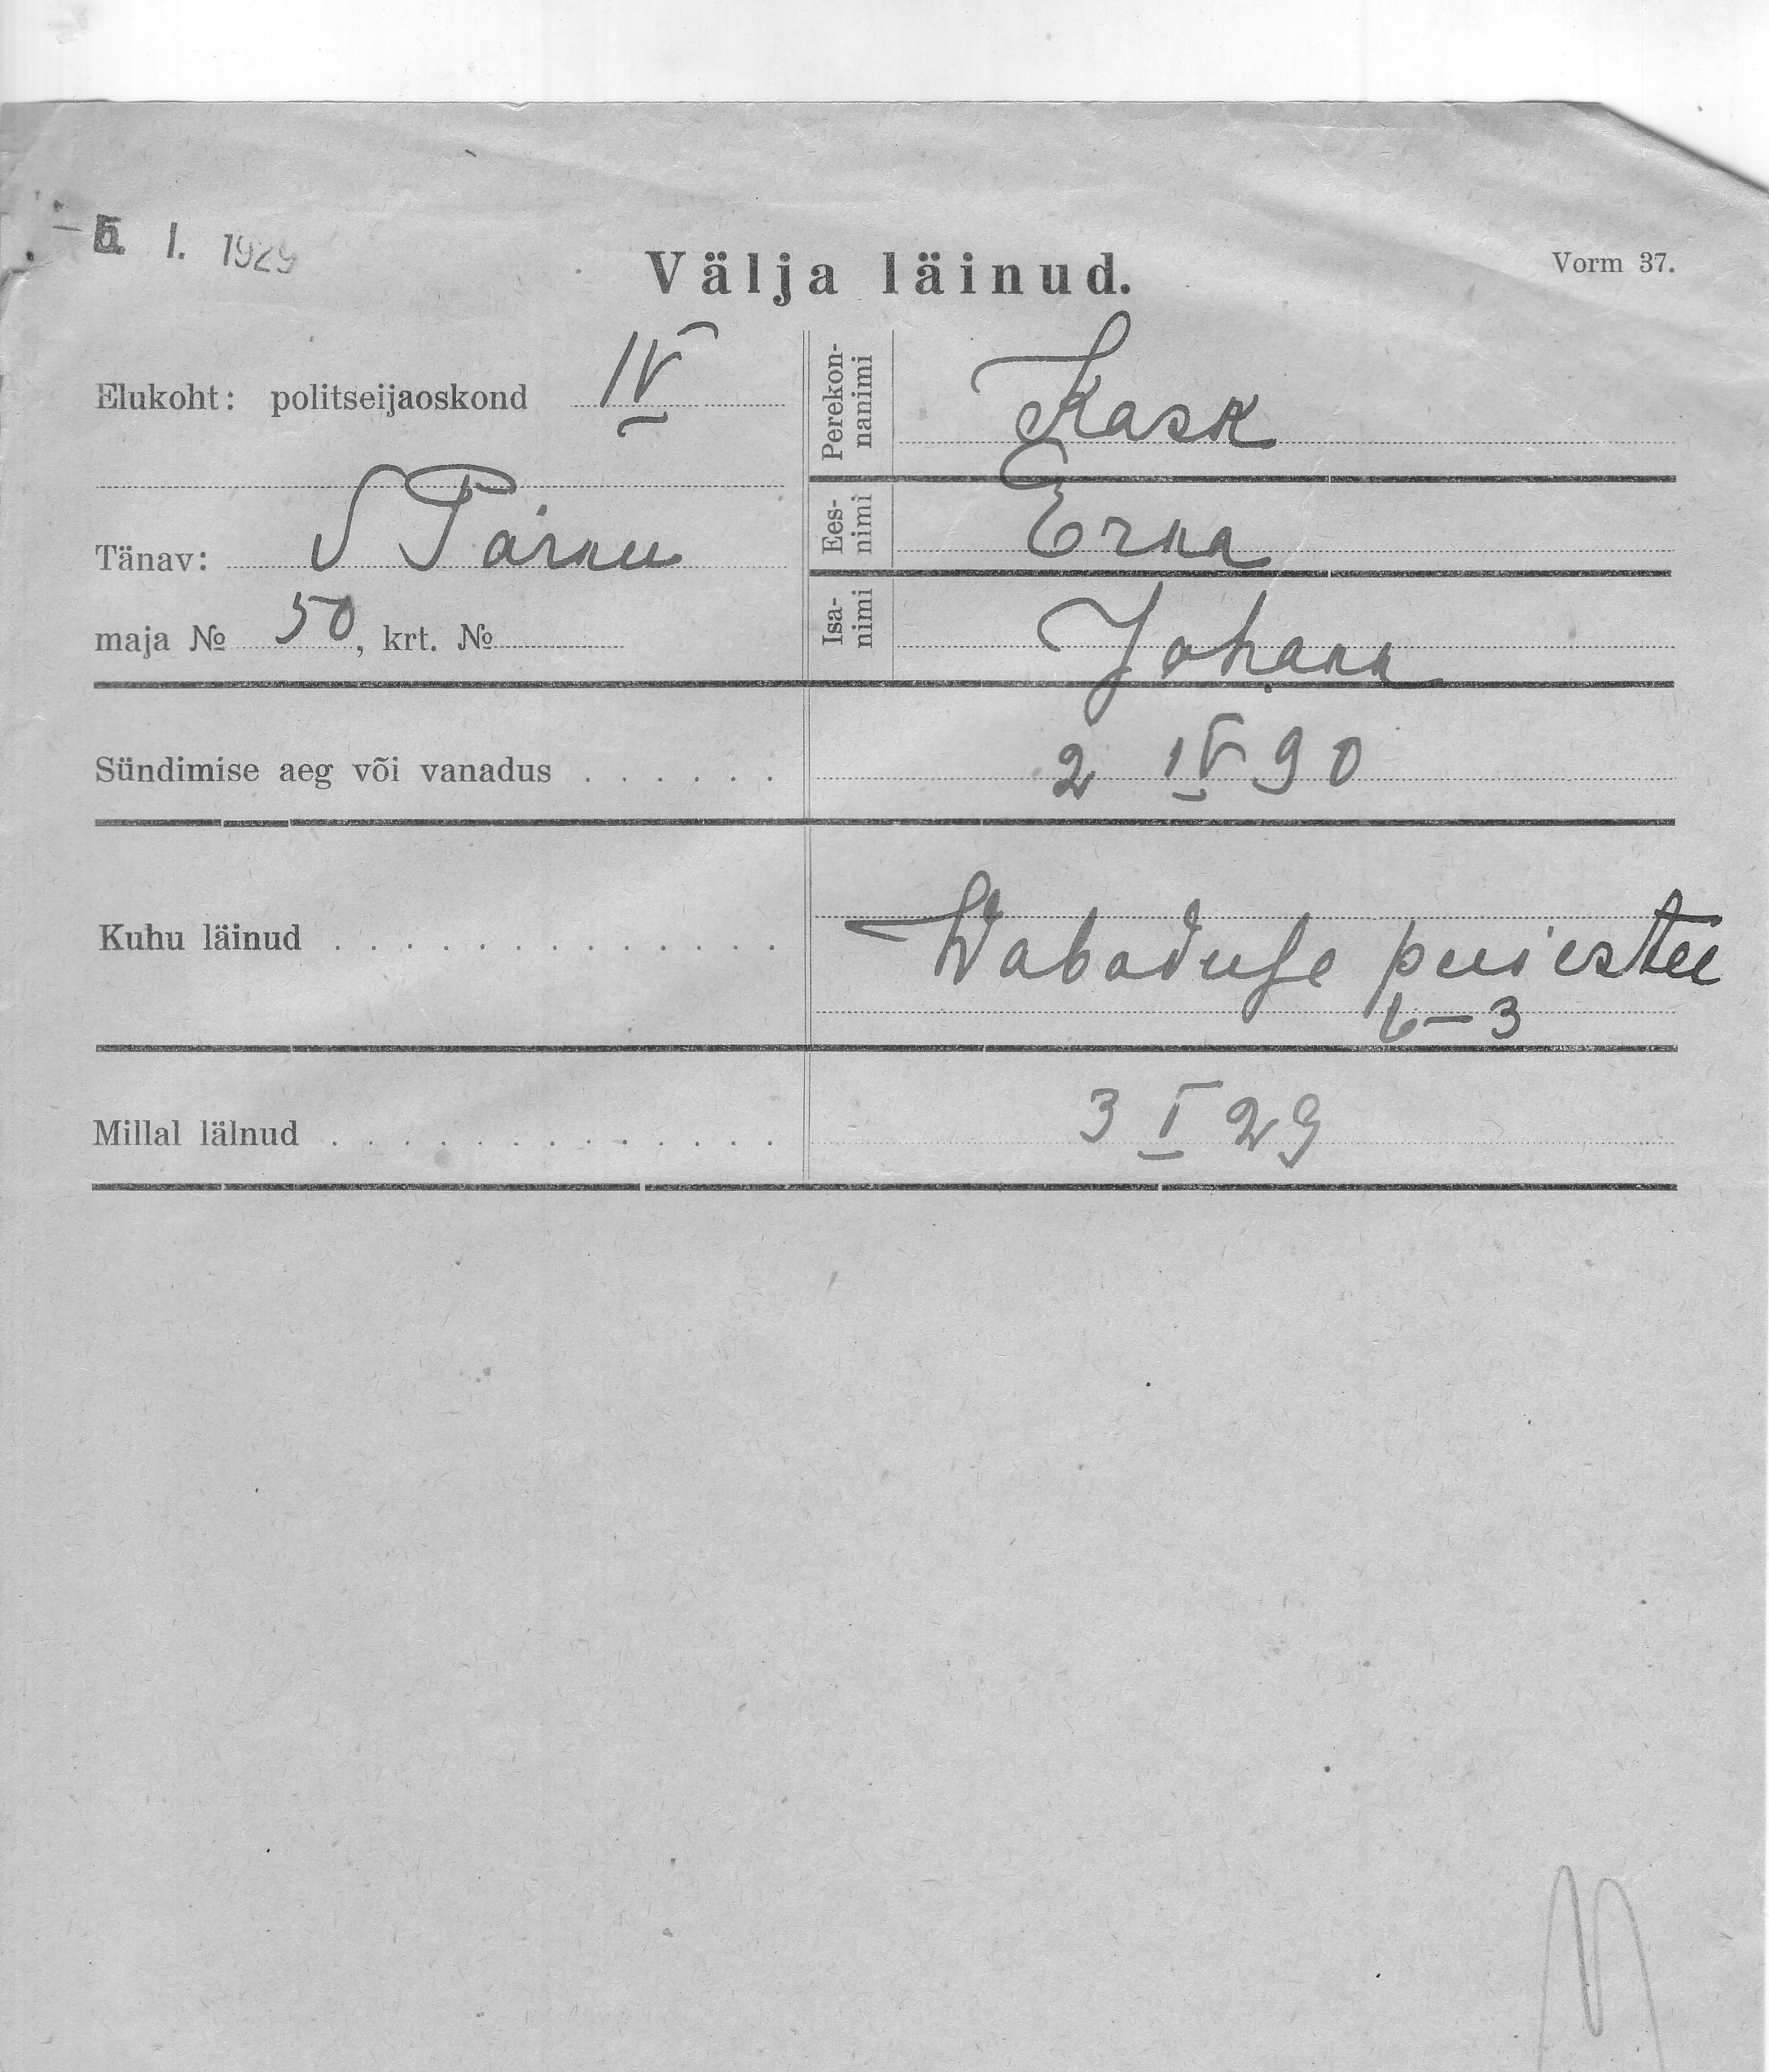 5. I. 1929
Välja läinud.
Vorm 37.
Elukoht: politseijaoskond IV
Tänav: S Pärnu
maja № 50, krt. №
Perekon-
nanimi
Kask
Ees-
nimi
Erna
Isa-
nimi
Johann
Sündimise aeg või vanadus . . . . . . 2 IV 90
Kuhu läinud . . . . . . . . . . . . . Wabaduse puiestee
6-3
Millal läinud . . . . . . . . . . . . . 3 I 29